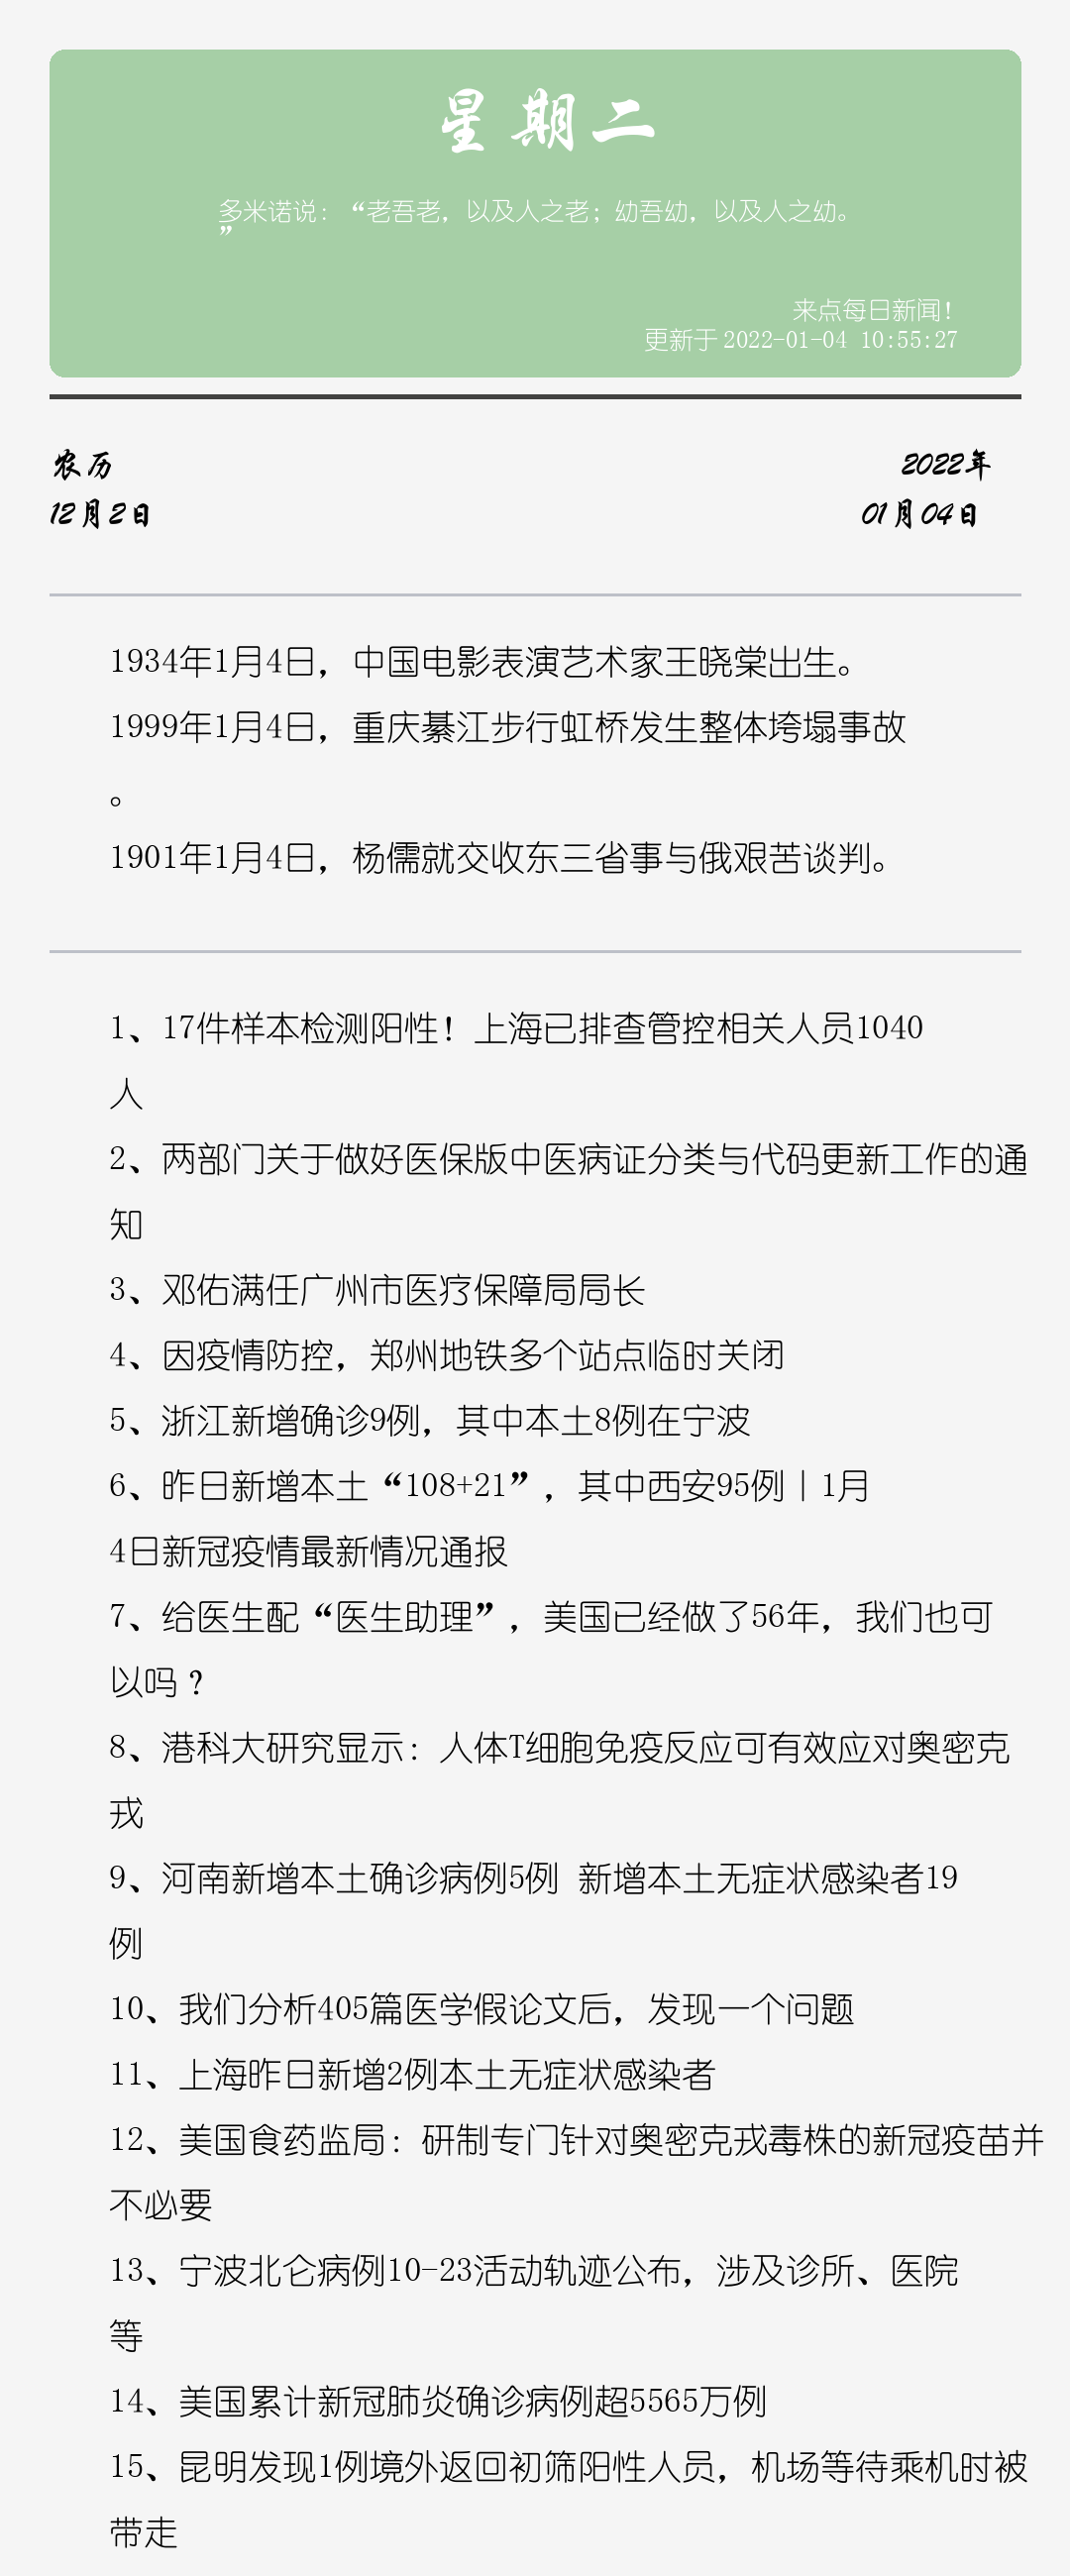 星期二
多米诺说：“老吾老，以及人之老；幼吾幼，以及人之幼。
”
来点每日新闻！
更新于 2022-01-04 10:55:27
农历
2022年
12月2日
01月04日
1934年1月4日，中国电影表演艺术家王晓棠出生。
1999年1月4日，重庆綦江步行虹桥发生整体垮塌事故
。
1901年1月4日，杨儒就交收东三省事与俄艰苦谈判。
1、17件样本检测阳性！上海已排查管控相关人员1040
人
2、两部门关于做好医保版中医病证分类与代码更新工作的通
知
3、邓佑满任广州市医疗保障局局长
4、因疫情防控，郑州地铁多个站点临时关闭
5、浙江新增确诊9例，其中本土8例在宁波
6、昨日新增本土“108+21”，其中西安95例｜1月
4日新冠疫情最新情况通报
7、给医生配“医生助理”，美国已经做了56年，我们也可
以吗？
8、港科大研究显示：人体T细胞免疫反应可有效应对奥密克
戎
9、河南新增本土确诊病例5例 新增本土无症状感染者19
例
10、我们分析405篇医学假论文后，发现一个问题
11、上海昨日新增2例本土无症状感染者
12、美国食药监局：研制专门针对奥密克戎毒株的新冠疫苗并
不必要
13、宁波北仑病例10-23活动轨迹公布，涉及诊所、医院
等
14、美国累计新冠肺炎确诊病例超5565万例
15、昆明发现1例境外返回初筛阳性人员，机场等待乘机时被
带走